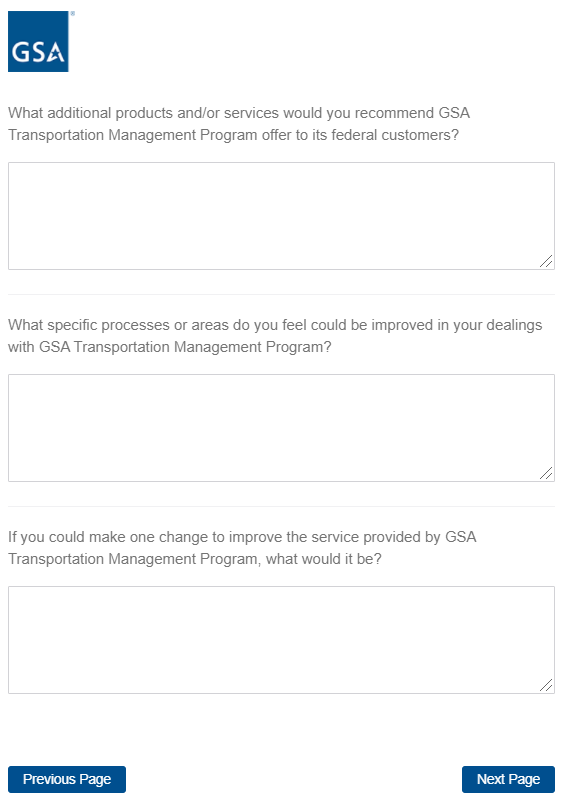 GSA
What additional products and/or services would you recommend GSA
Transportation Management Program offer to its federal customers?
What specific processes or areas do you feel could be improved in your dealings
with GSA Transportation Management Program?
If you could make one change to improve the service provided by GSA
Transportation Management Program, what would it be?
Previous Page
Next Page